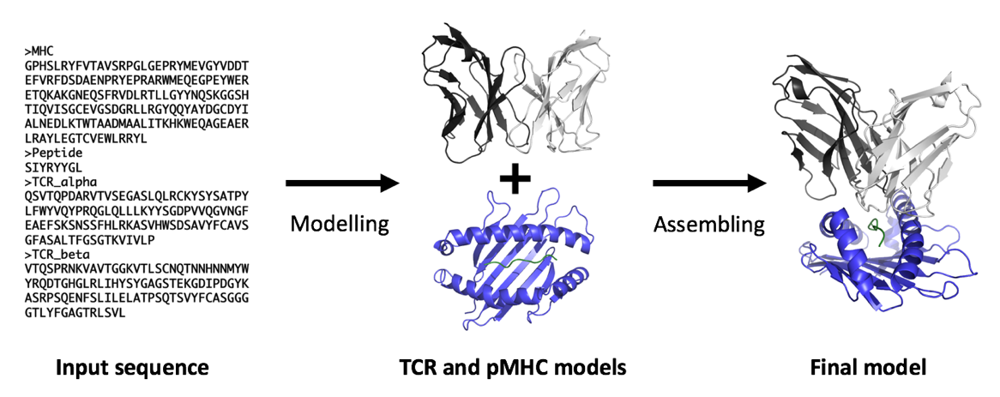 >MHC
GPHSLRYFVTAVSRPGLGEPRYMEVGYVDDT
EFVRFDSDAENPRYEPRARWMEQEGPEYWER
ETQKAKGNEQSFRVDLRTLLGYYNQSKGGSH
TIQVISGCEVGSDGRLLRGYQQYAYDGCDYI
ALNEDLKTWTAADMAALITKHKWEQAGEAER
LRAYLEGTCVEWLRRYL
>Peptide
SIYRYYGL
>TCR_alpha
QSVTQPDARVTVSEGASLQLRCKYSYSATPY
LFWYVQYPRQGLQLLLKYYSGDPVVQGVNGF
EAEFSKSNSSFHLRKASVHWSDSAVYFCAVS
GFASALTFGSGTKVIVLP
>TCR_beta
VTQSPRNKVAVTGGKVTLSCNQTNNHNNMYW
YRQDTGHGLRLIHYSYGAGSTEKGDIPDGYK
ASRPSQENFSLILELATPSQTSVYFCASGGG
GTLYFGAGTRLSVL
Modelling
+
Assembling
Input sequence
TCR and pMHC models
Final model